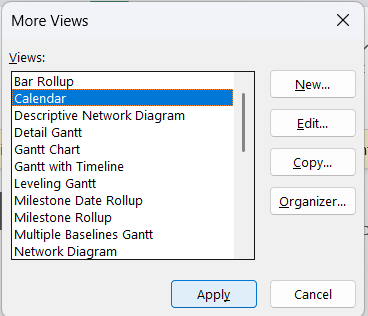 More Views
Views:
Bar Rollup
Calendar
Descriptive Network Diagram
Detail Gantt
Gantt Chart
Gantt with Timeline
Leveling Gantt
Milestone Date Rollup
Milestone Rollup
Multiple Baselines Gantt
Network Diagram
New...
Edit...
Copy...
Organizer...
Apply
Cancel